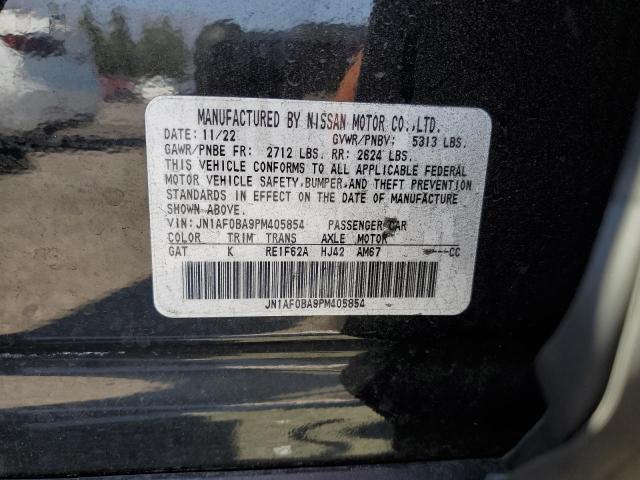 MANUFACTURED BY NISSAN MOTOR CO.,LTD.
DATE: 11/22 GVWR/PNBV: 5313 LBS.
GAWR/PNBE FR: 2712 LBS. RR: 2624 LBS.
THIS VEHICLE CONFORMS TO ALL APPLICABLE FEDERAL
MOTOR VEHICLE SAFETY,BUMPER,AND THEFT PREVENTION
STANDARDS IN EFFECT ON THE DATE OF MANUFACTURE
SHOWN ABOVE.
VIN: JN1AF0BA9PM405854 PASSENGER CAR
COLOR TRIM TRANS AXLE MOTOR
GAT K RE1F62A HJ42 AM67 ----CC
JN1AF0BA9PM405854